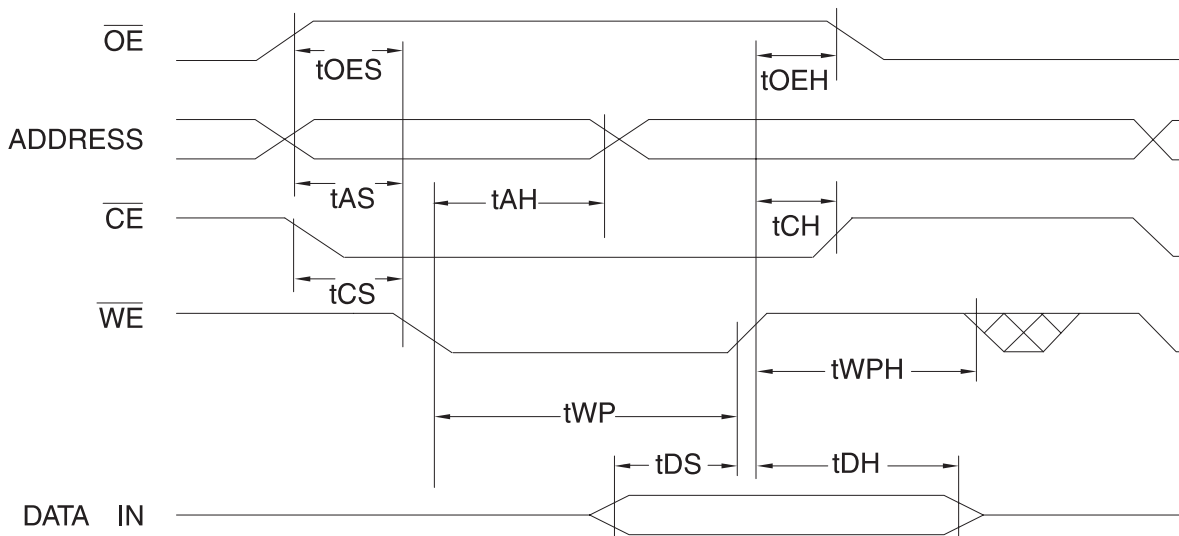 OE
tOES
tOEH
ADDRESS
tAS
tAH
CE
tCH
tCS
WE
tWPH
tWP
tDS
tDH
DATA IN